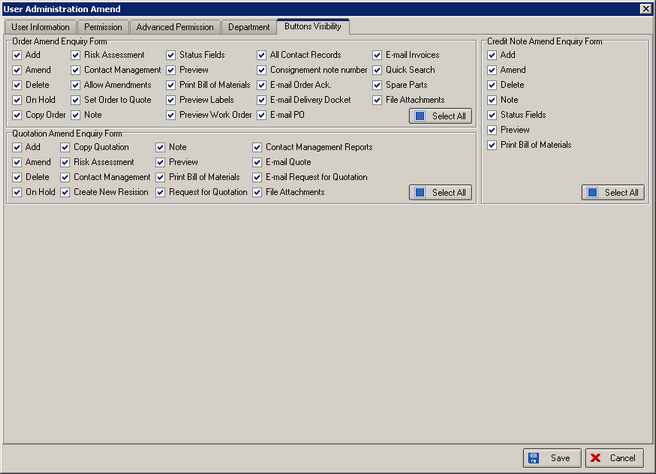 User Administration Amend
User Information Permission Advanced Permission Department Buttons Visibility
Order Amend Enquiry Form
Add Risk Assessment Status Fields All Contact Records E-mail Invoices
Amend Contact Management Preview Consignement note number Quick Search
Delete Allow Amendments Print Bill of Materials E-mail Order Ack. Spare Parts
On Hold Set Order to Quote Preview Labels E-mail Delivery Docket File Attachments
Copy Order Note Preview Work Order E-mail PO Select All
Quotation Amend Enquiry Form
Add Copy Quotation Note Contact Management Reports
Amend Risk Assessment Preview E-mail Quote
Delete Contact Management Print Bill of Materials E-mail Request for Quotation
On Hold Create New Resision Request for Quotation File Attachments Select All
Credit Note Amend Enquiry Form
Add
Amend
Delete
Note
Status Fields
Preview
Print Bill of Materials
Select All
Save Cancel